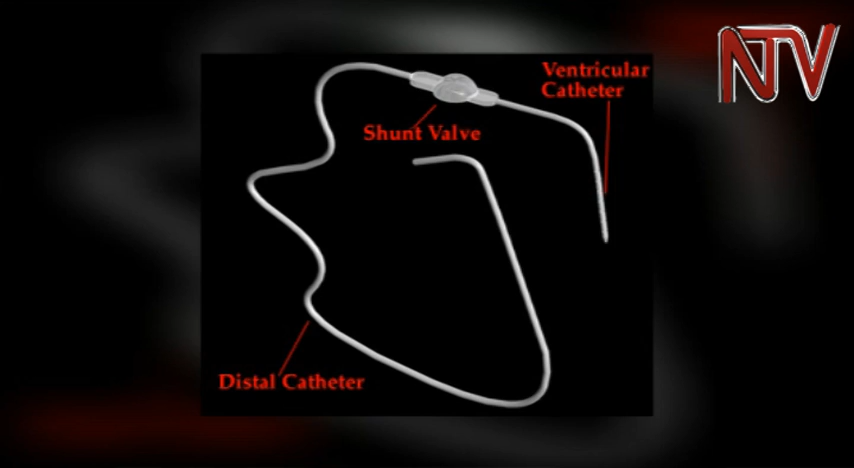 NTV
Ventricular
Catheter
Shunt Valve
Distal Catheter